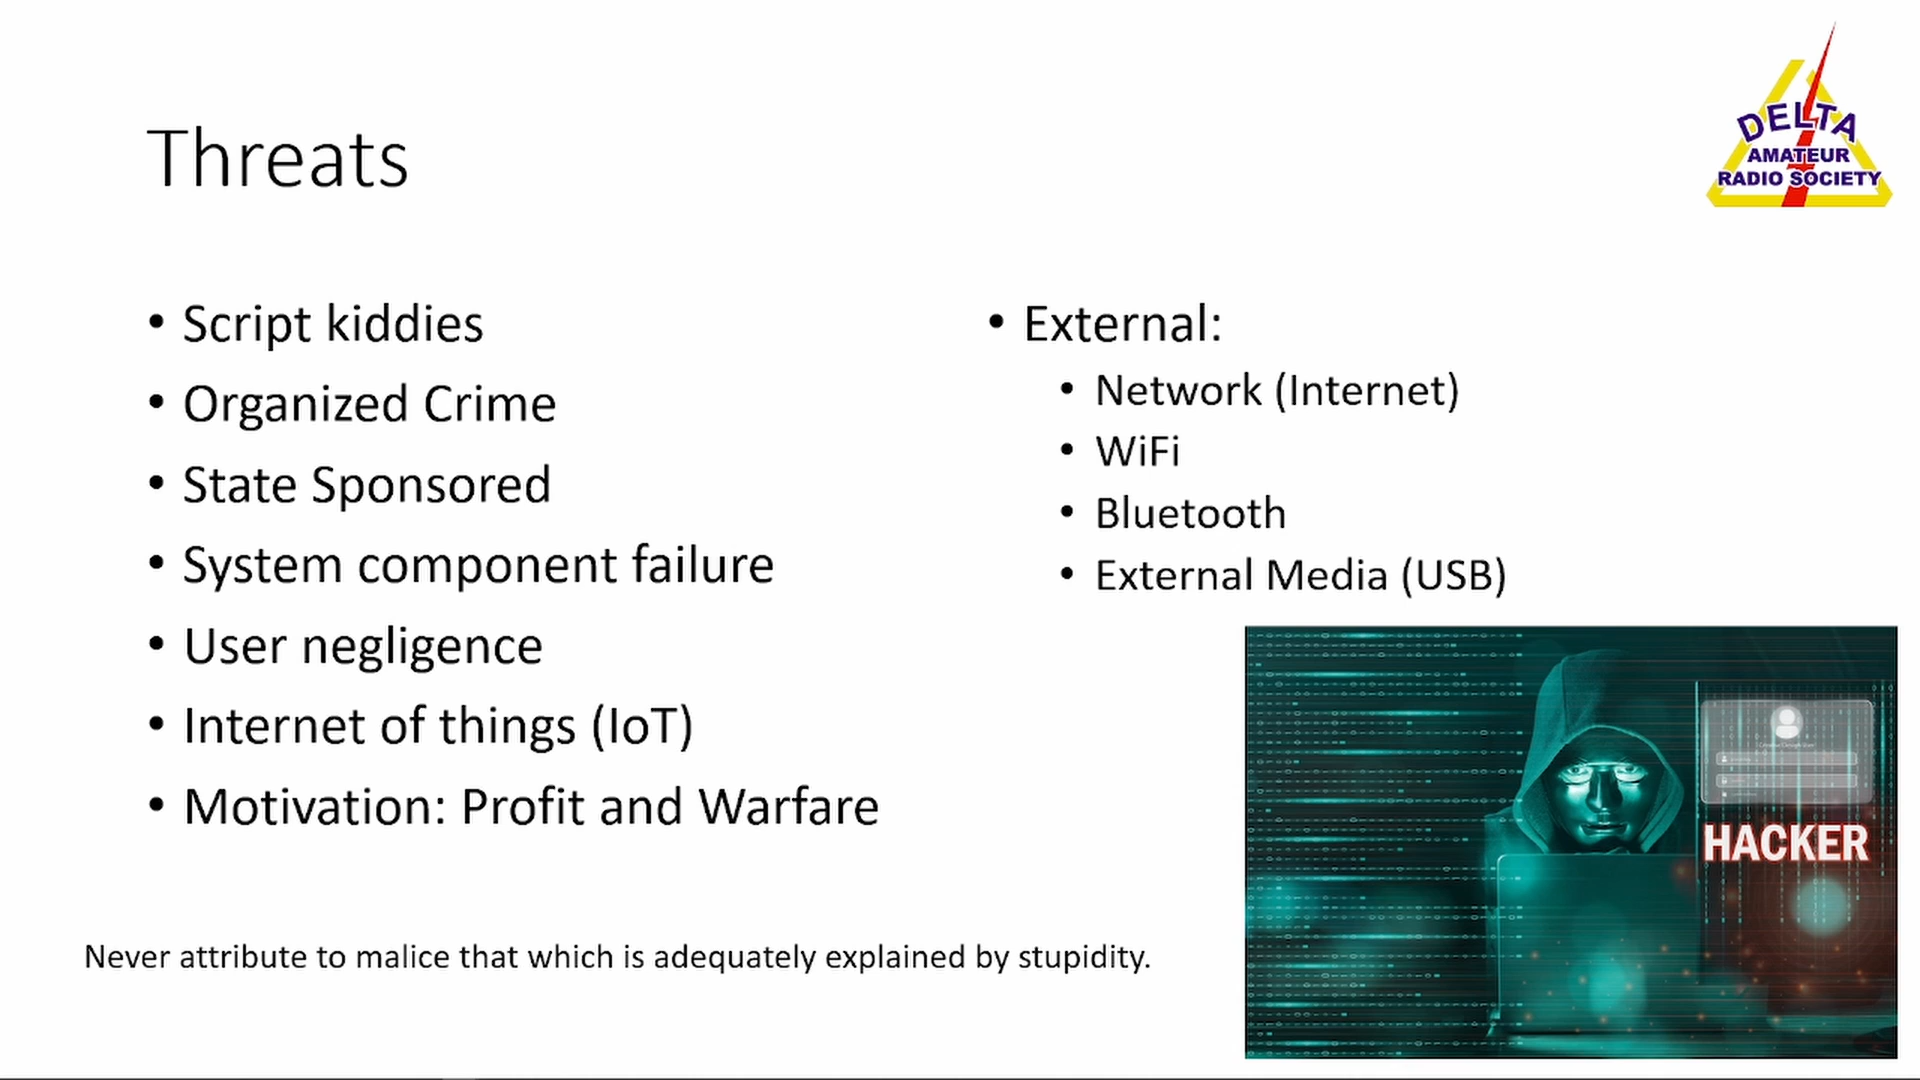 DELTA
AMATEUR
RADIO SOCIETY
Threats
• Script kiddies
• Organized Crime
• State Sponsored
• System component failure
• User negligence
• Internet of things (IoT)
• Motivation: Profit and Warfare
• External:
• Network (Internet)
• WiFi
• Bluetooth
• External Media (USB)
HACKER
Never attribute to malice that which is adequately explained by stupidity.